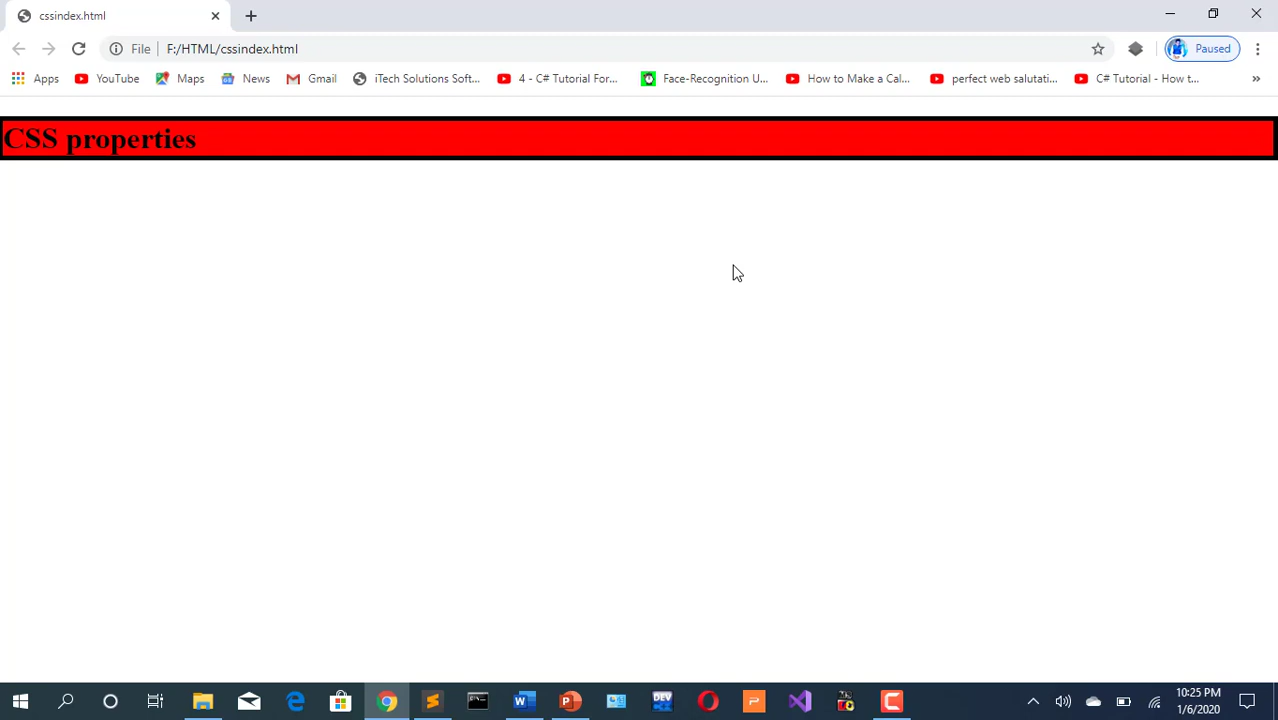 cssindex.html
File F:/HTML/cssindex.html Paused
Apps YouTube Maps News Gmail iTech Solutions Soft... 4 - C# Tutorial For... Face-Recognition U... How to Make a Cal... perfect web salutati... C# Tutorial - How t... »
CSS properties
10:25 PM
1/6/2020